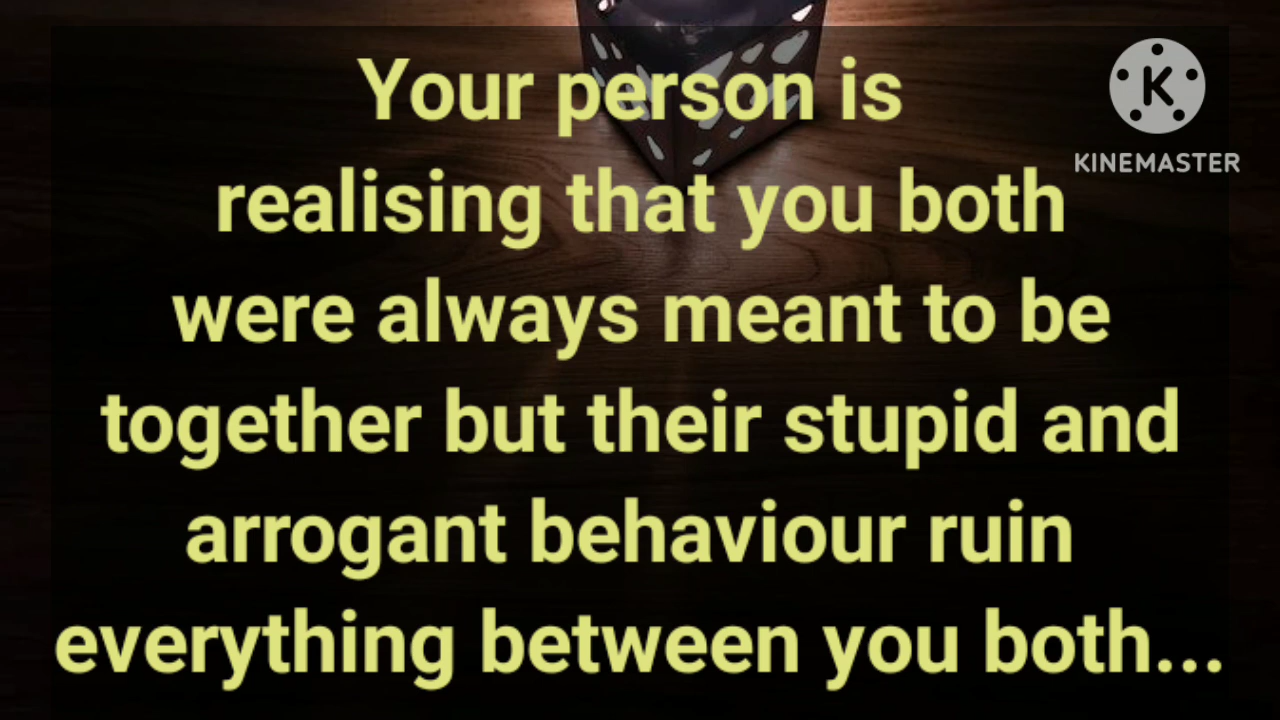 Your person is
realising that you both
were always meant to be
together but their stupid and
arrogant behaviour ruin
everything between you both...
K
KINEMASTER